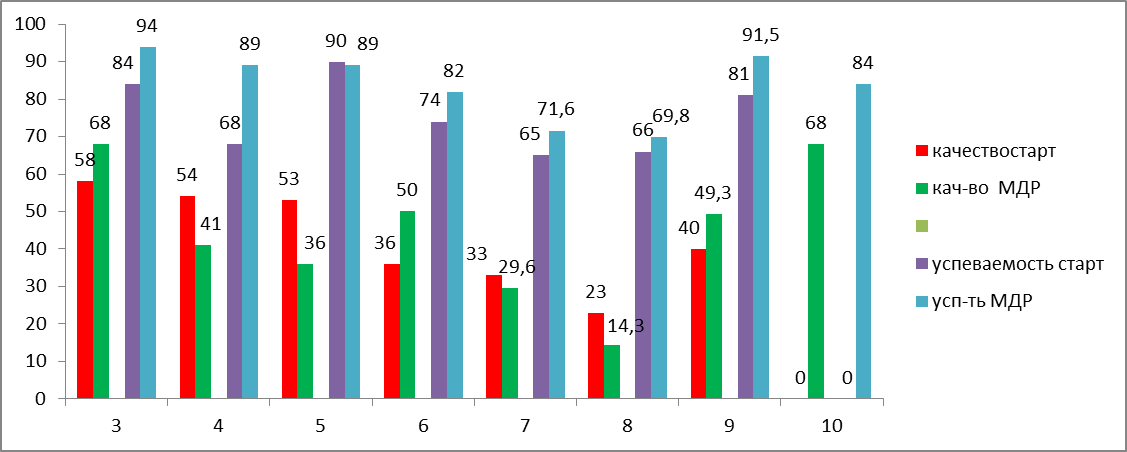 100
90
80
70
60
50
40
30
20
10
0
58 68 84 94
54 41 68 89
53 36 90 89
36 50 74 82
33 29,6 65 71,6
23 14,3 66 69,8
40 49,3 81 91,5
0 68 0 84
3 4 5 6 7 8 9 10
качествостарт
кач-во МДР
успеваемость старт
усп-ть МДР